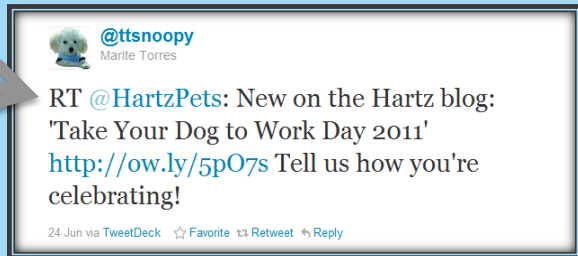 @ttsnoopy
Marite Torres
RT @HartzPets: New on the Hartz blog:
'Take Your Dog to Work Day 2011'
http://ow.ly/5pO7s Tell us how you're
celebrating!
24 Jun via TweetDeck Favorite Retweet Reply